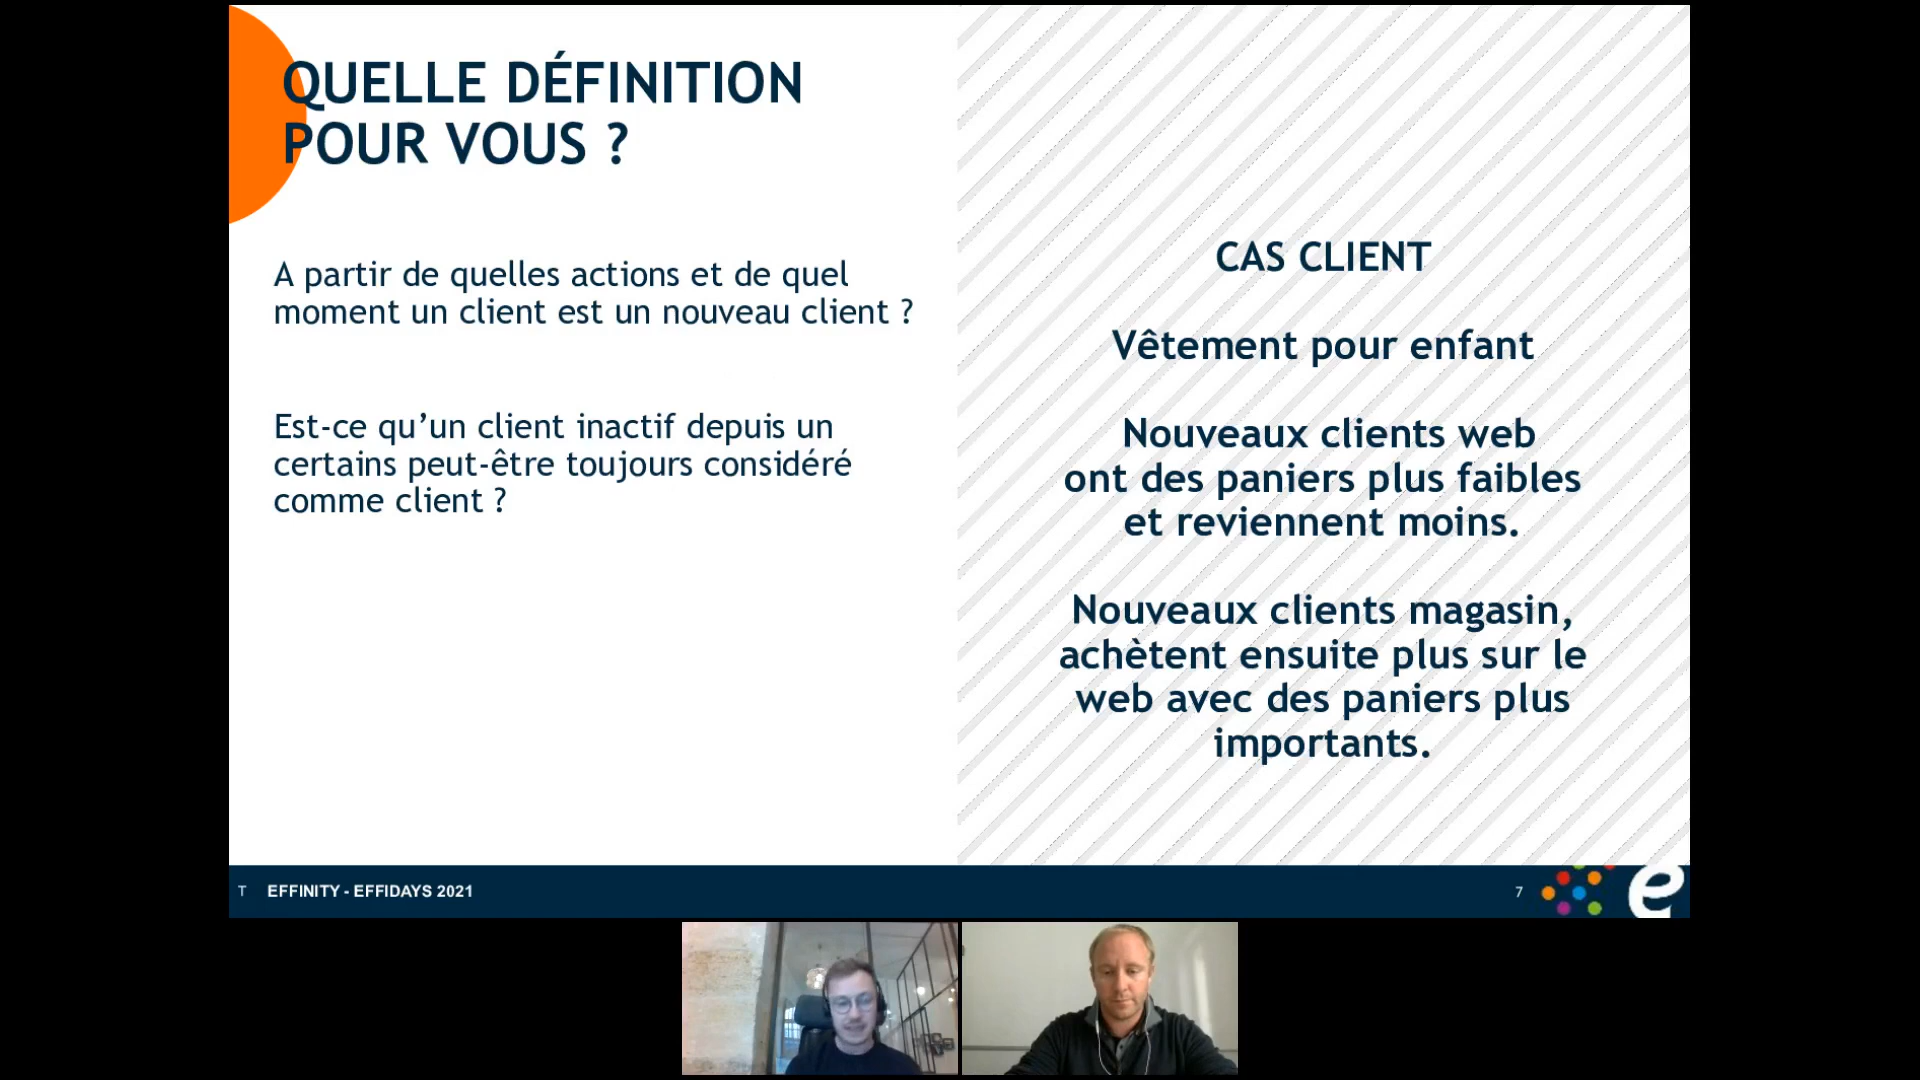 QUELLE DÉFINITION
POUR VOUS ?
A partir de quelles actions et de quel
moment un client est un nouveau client ?
Est-ce qu’un client inactif depuis un
certains peut-être toujours considéré
comme client ?
CAS CLIENT
Vêtement pour enfant
Nouveaux clients web
ont des paniers plus faibles
et reviennent moins.
Nouveaux clients magasin,
achètent ensuite plus sur le
web avec des paniers plus
importants.
T EFFINITY - EFFIDAYS 2021
7
e